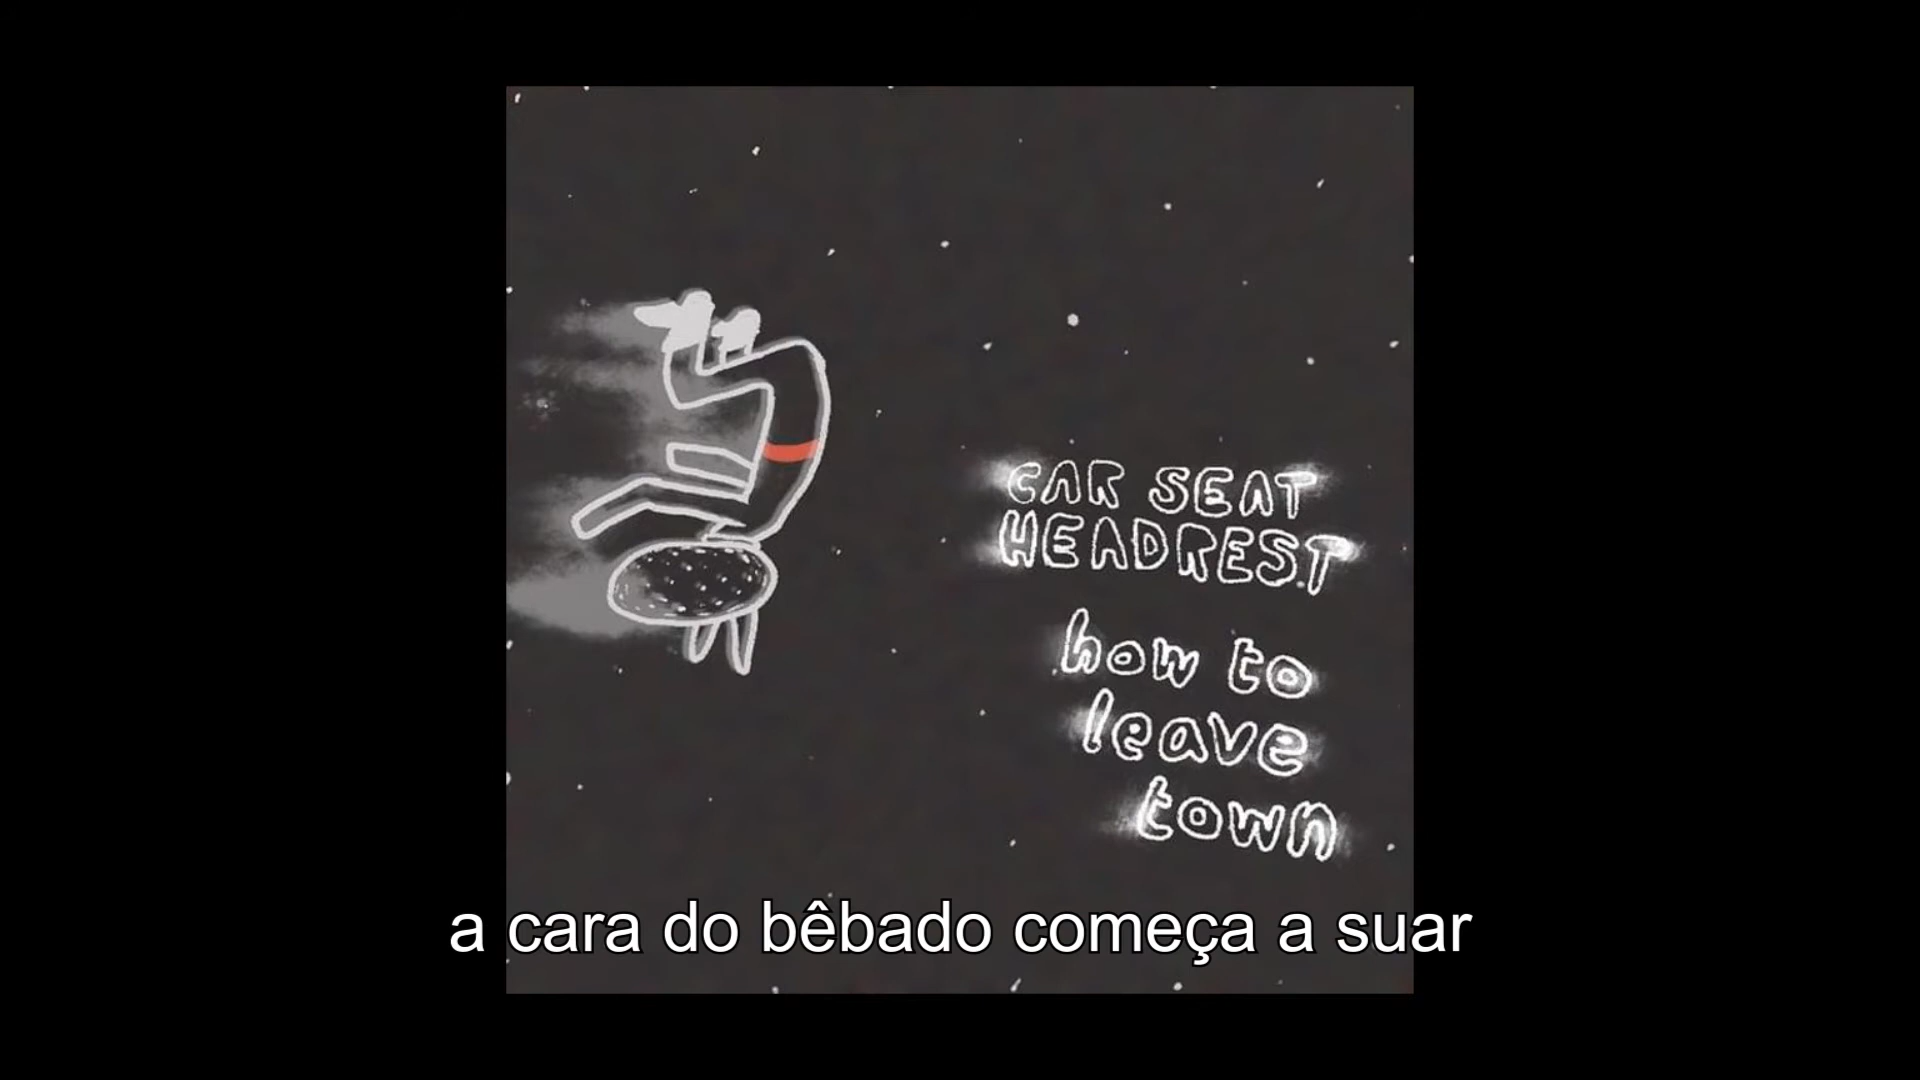 CAR SEAT
HEADREST
how to
leave
town
a cara do bêbado começa a suar